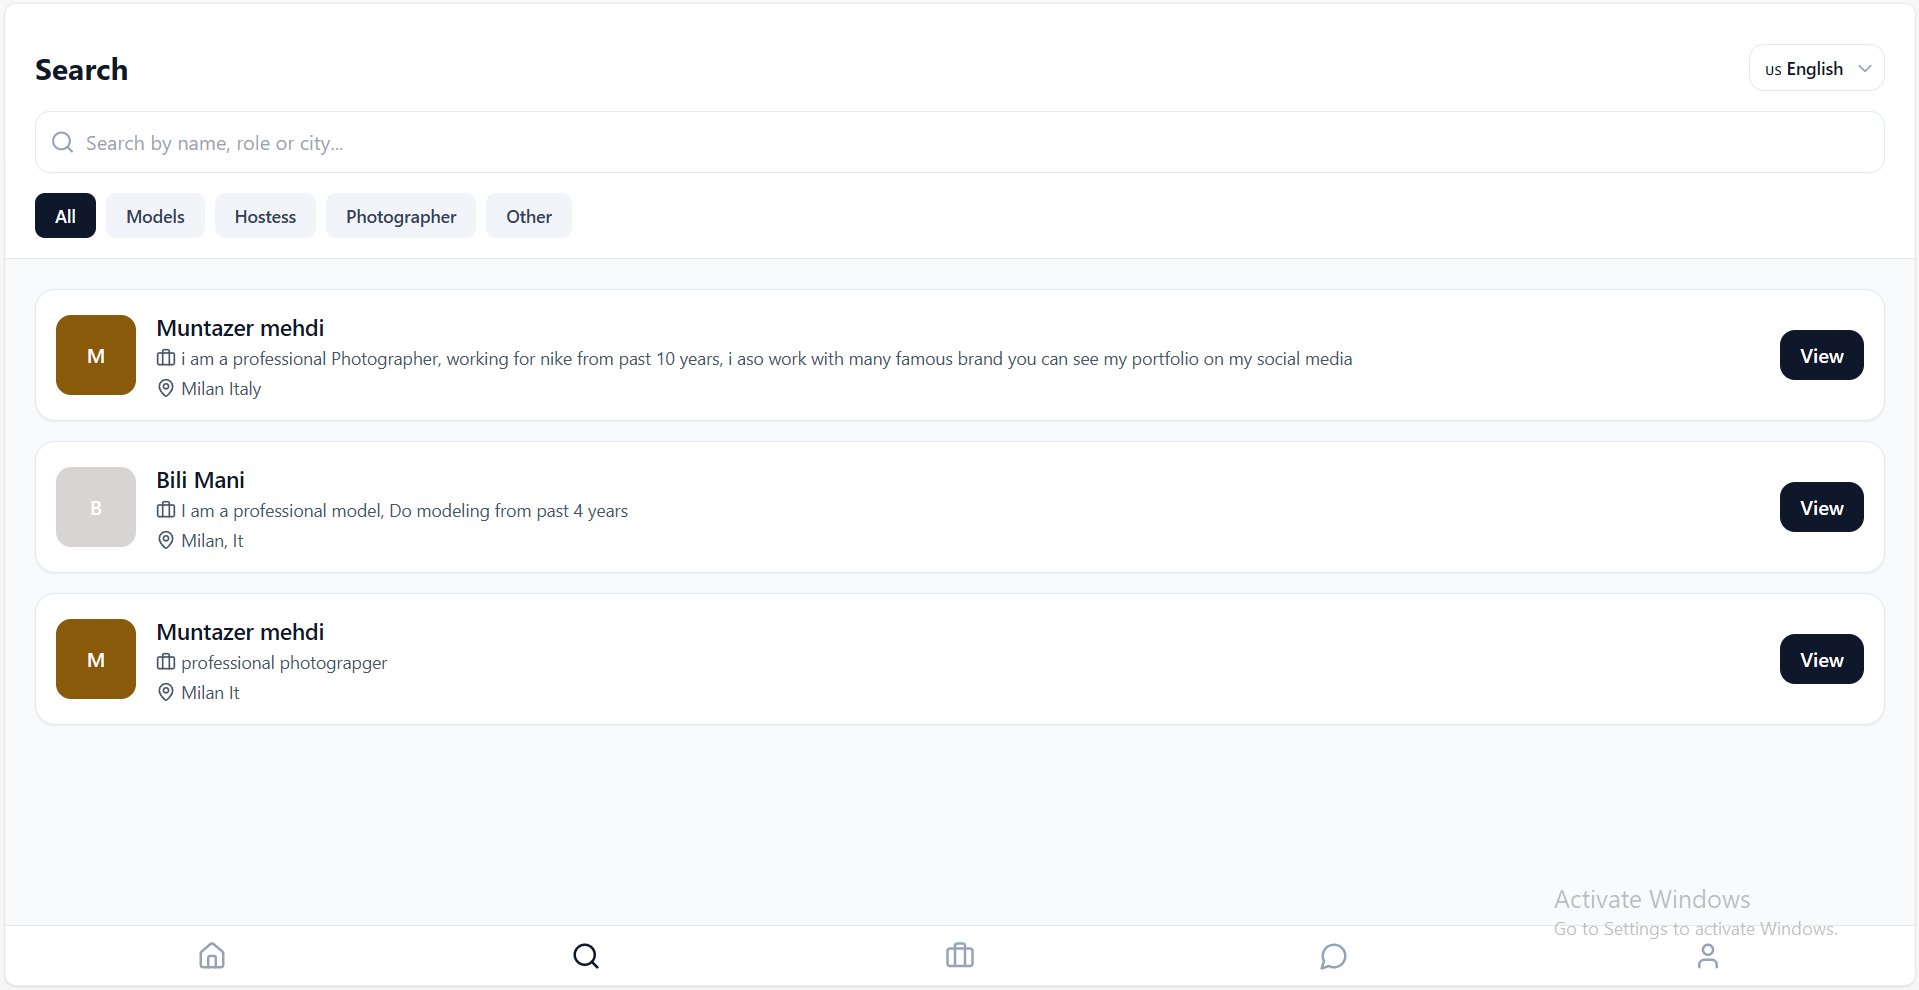 Search
us English
Search by name, role or city...
All Models Hostess Photographer Other
M
Muntazer mehdi
i am a professional Photographer, working for nike from past 10 years, i aso work with many famous brand you can see my portfolio on my social media
Milan Italy
View
B
Bili Mani
I am a professional model, Do modeling from past 4 years
Milan, It
View
M
Muntazer mehdi
professional photograpger
Milan It
View
Activate Windows
Go to Settings to activate Windows.